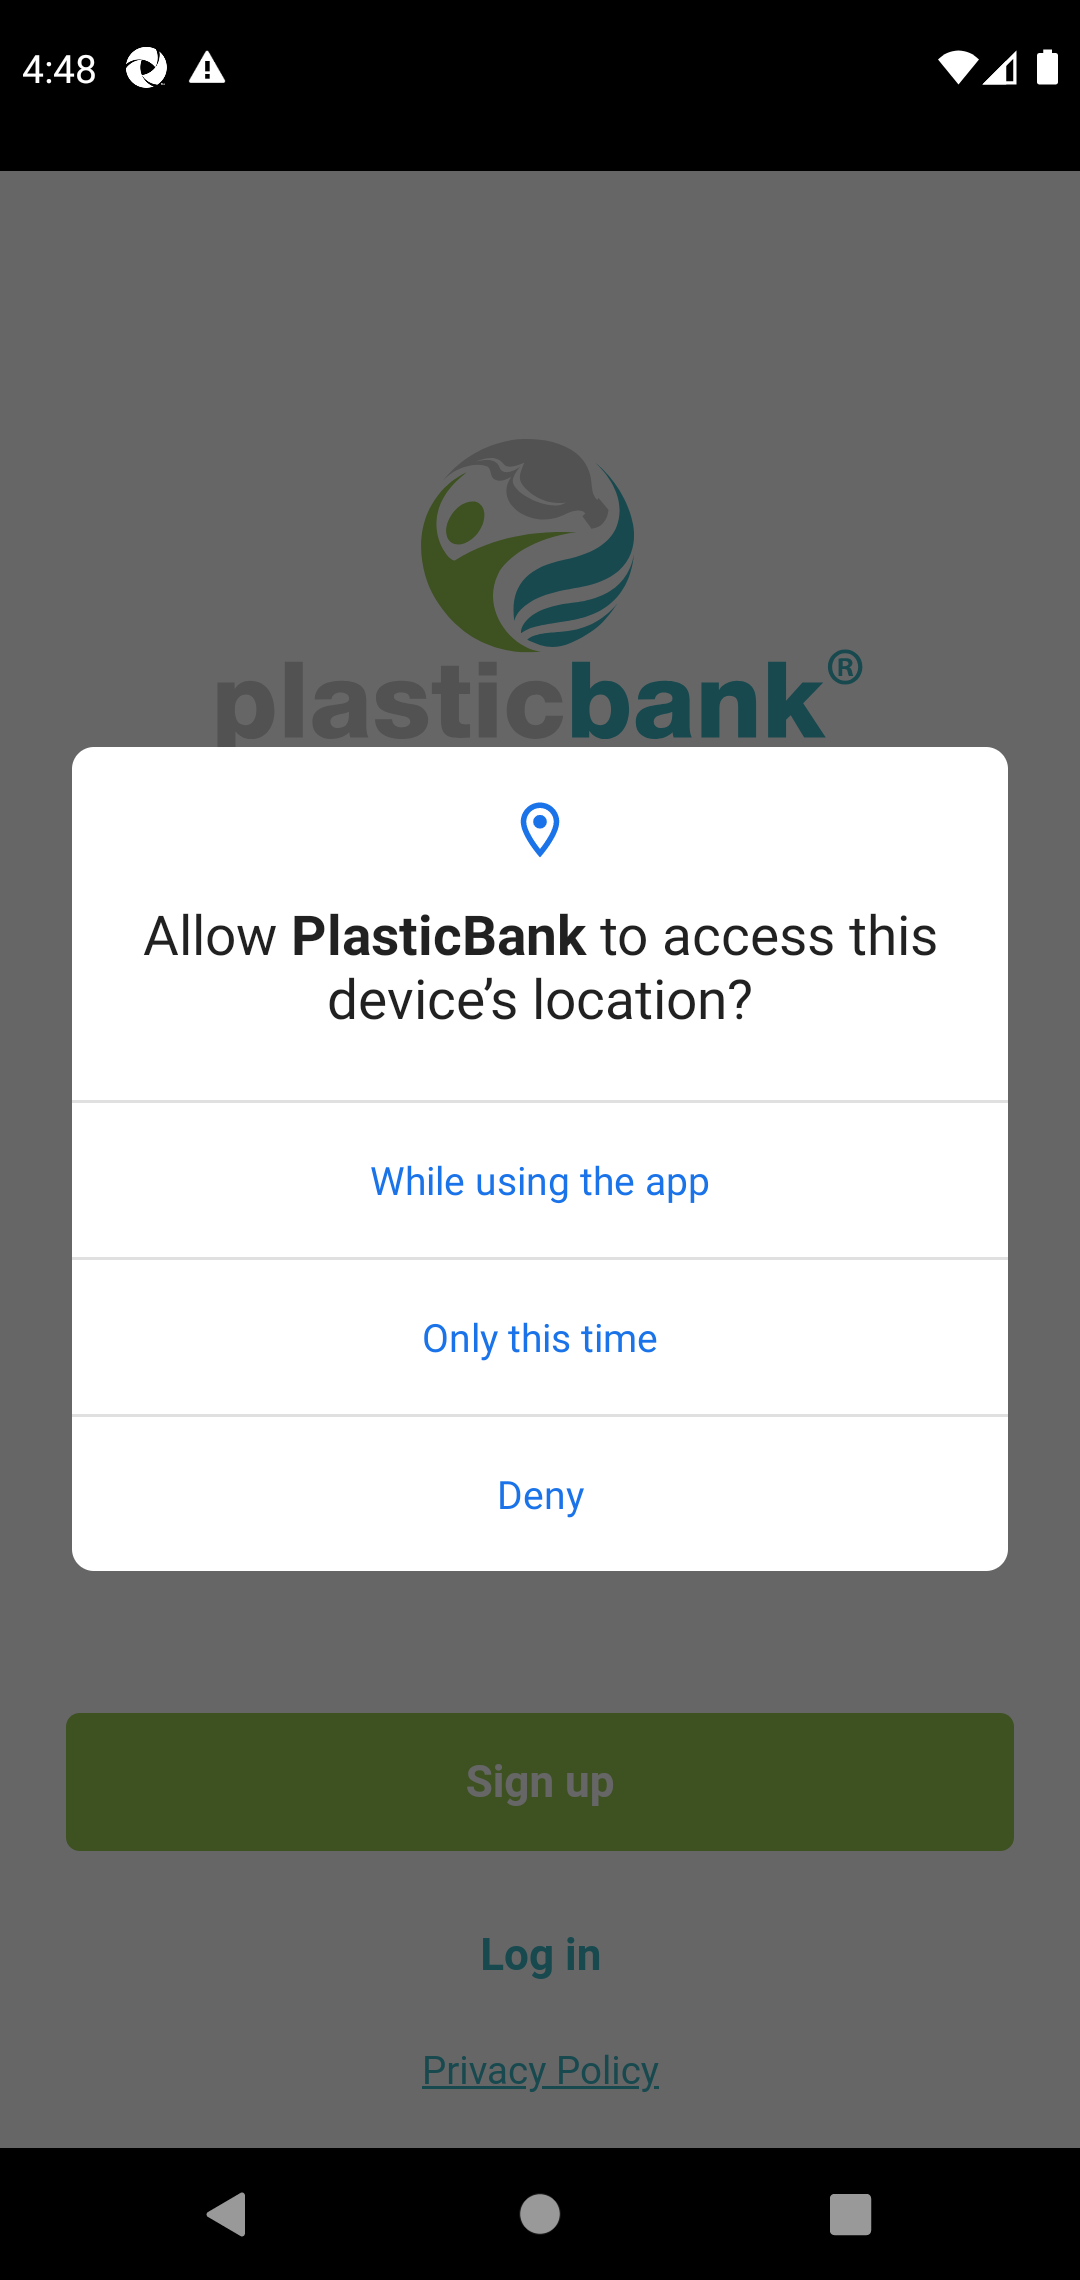 4:48
plasticbank®
Allow PlasticBank to access this
device’s location?
While using the app
Only this time
Deny
Sign up
Log in
Privacy Policy